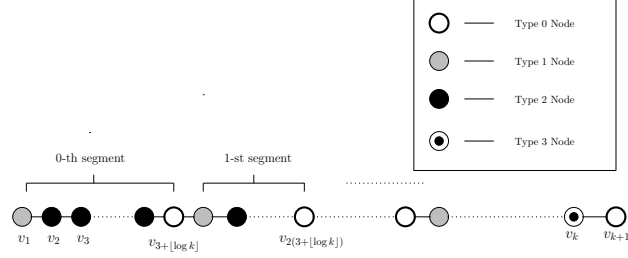 Type 0 Node
Type 1 Node
Type 2 Node
Type 3 Node
0-th segment
1-st segment
v₁ v₂ v₃ v₃₊⌊log k⌋ v₂₍₃₊⌊log k⌋₎ vₖ vₖ₊₁